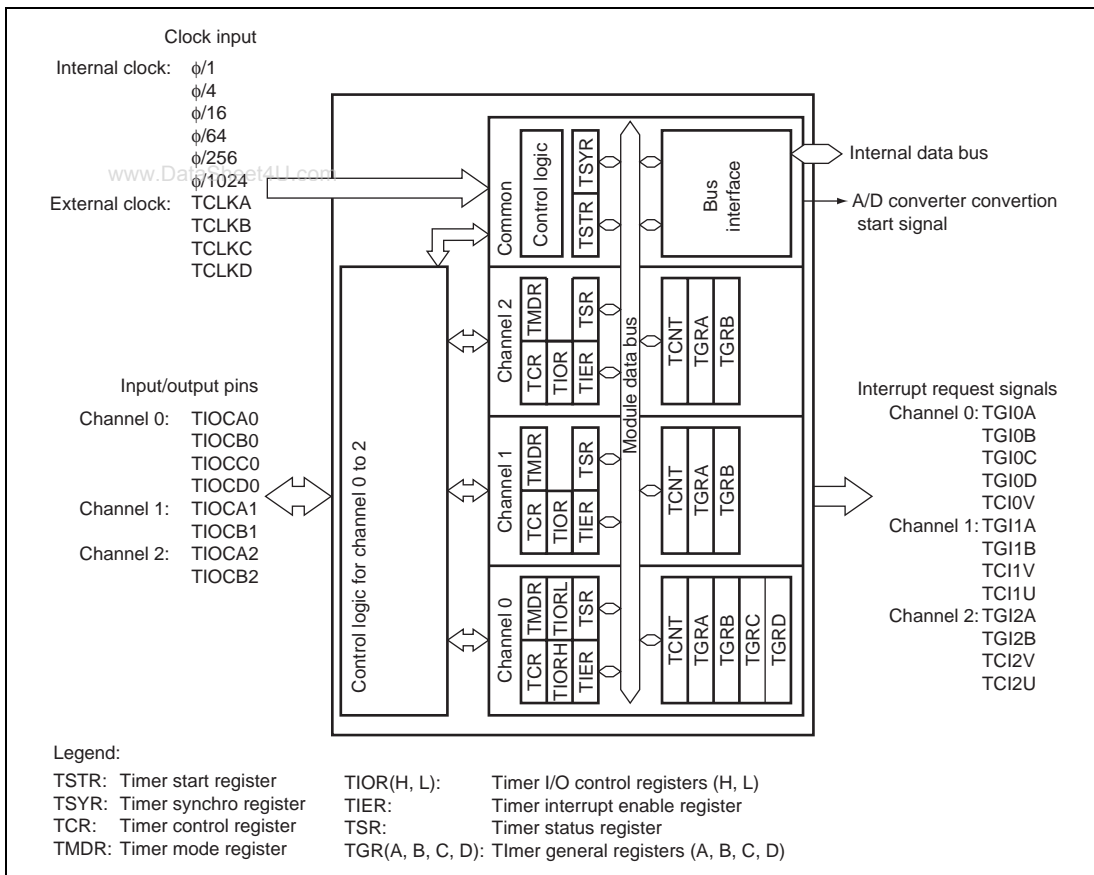 Clock input
Internal clock: ϕ/1
ϕ/4
ϕ/16
ϕ/64
ϕ/256
ϕ/1024
External clock: TCLKA
TCLKB
TCLKC
TCLKD
www.DataSheet4U.com
Input/output pins
Channel 0: TIOCA0
TIOCB0
TIOCC0
TIOCD0
Channel 1: TIOCA1
TIOCB1
Channel 2: TIOCA2
TIOCB2
Control logic for channel 0 to 2
Common
Control logic
TSTR TSYR
Bus
interface
Module data bus
Channel 2
TCR TMDR
TIOR
TIER TSR
TCNT
TGRA
TGRB
Channel 1
TCR TMDR
TIOR
TIER TSR
TCNT
TGRA
TGRB
Channel 0
TCR TMDR
TIORH TIORL
TIER TSR
TCNT
TGRA
TGRB
TGRC
TGRD
Internal data bus
A/D converter convertion
start signal
Interrupt request signals
Channel 0: TGI0A
TGI0B
TGI0C
TGI0D
TCI0V
Channel 1: TGI1A
TGI1B
TCI1V
TCI1U
Channel 2: TGI2A
TGI2B
TCI2V
TCI2U
Legend:
TSTR: Timer start register
TSYR: Timer synchro register
TCR: Timer control register
TMDR: Timer mode register
TIOR(H, L): Timer I/O control registers (H, L)
TIER: Timer interrupt enable register
TSR: Timer status register
TGR(A, B, C, D): TImer general registers (A, B, C, D)